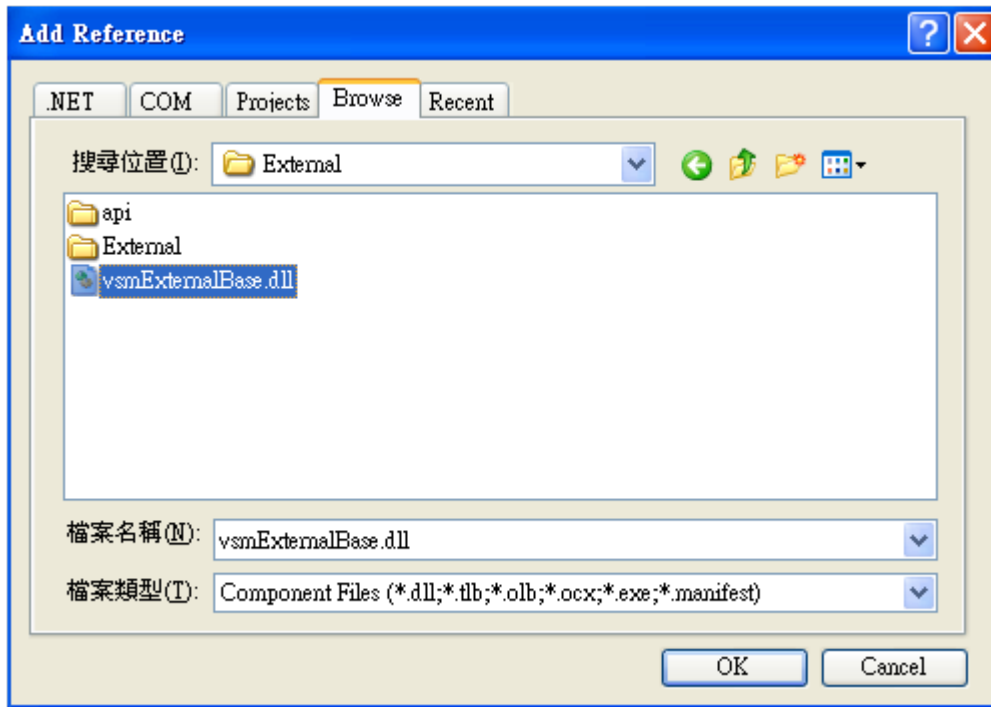 Add Reference
.NET COM Projects Browse Recent
搜尋位置(I): External
api
External
vsmExternalBase.dll
檔案名稱(N): vsmExternalBase.dll
檔案類型(T): Component Files (*.dll;*.tlb;*.olb;*.ocx;*.exe;*.manifest)
OK Cancel